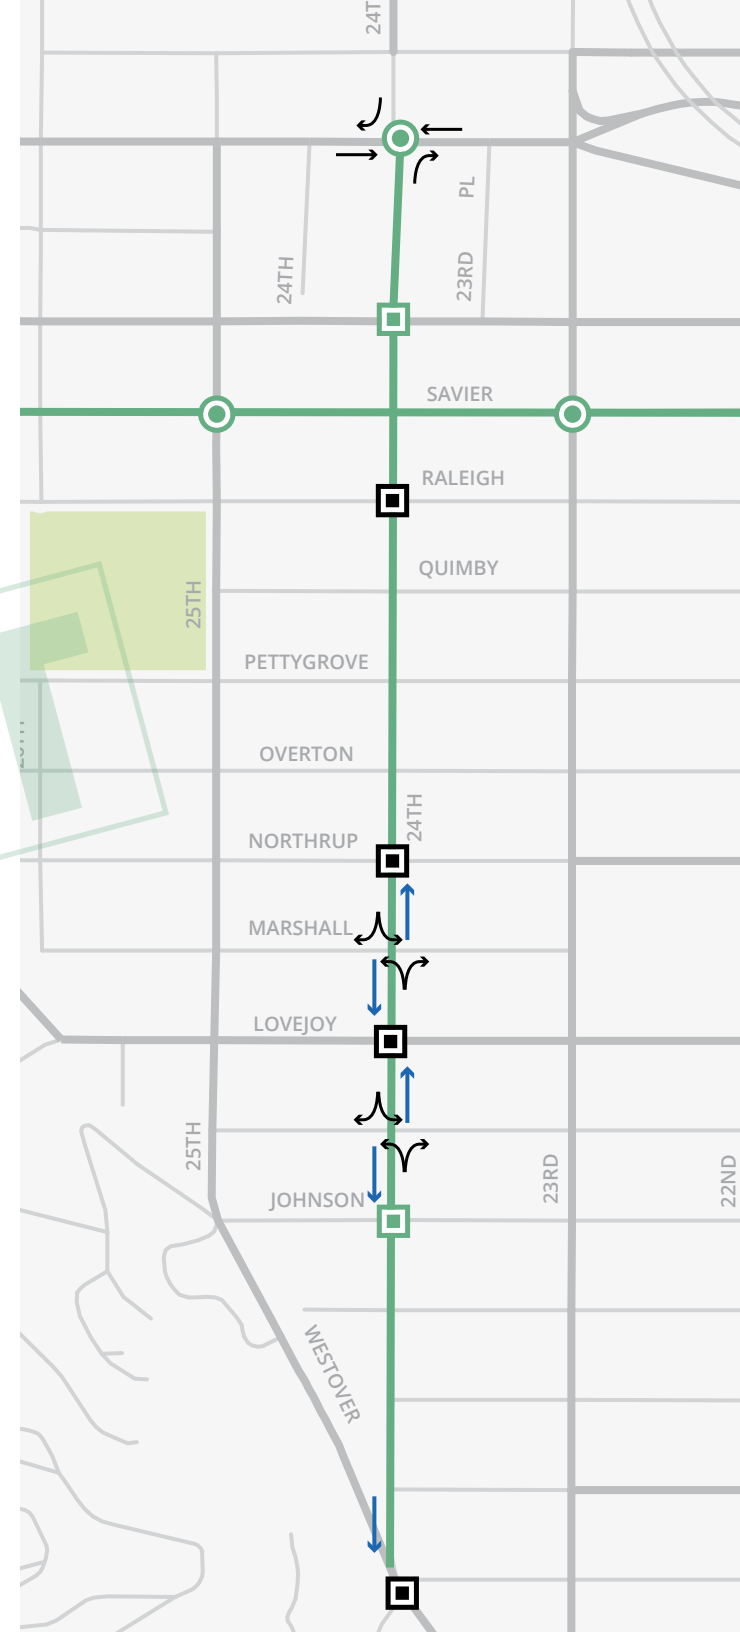 24T
PL
24TH
23RD
SAVIER
RALEIGH
QUIMBY
25TH
PETTYGROVE
OVERTON
24TH
NORTHRUP
MARSHALL
LOVEJOY
25TH
23RD
22ND
JOHNSON
WESTOVER